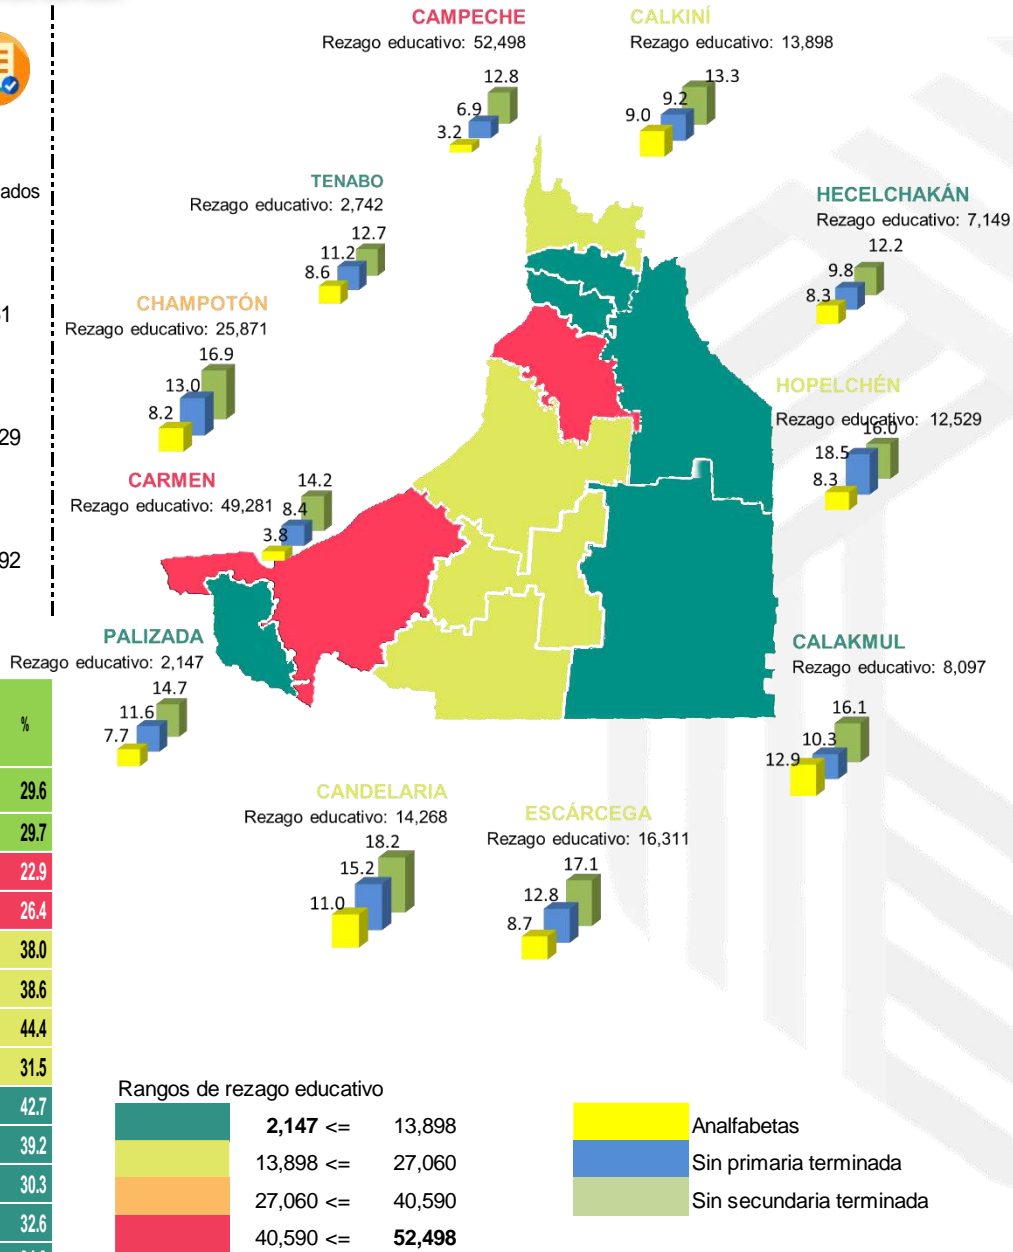 CAMPECHE
Rezago educativo: 52,498
12.8
6.9
3.2
CALKINÍ
Rezago educativo: 13,898
13.3
9.2
9.0
ados
TENABO
Rezago educativo: 2,742
12.7
11.2
8.6
HECELCHAKÁN
Rezago educativo: 7,149
12.2
9.8
8.3
CHAMPOTÓN
Rezago educativo: 25,871
16.9
13.0
8.2
HOPELCHÉN
Rezago educativo: 12,529
16.0
18.5
8.3
29
CARMEN
Rezago educativo: 49,281
14.2
8.4
3.8
92
PALIZADA
Rezago educativo: 2,147
14.7
11.6
7.7
CALAKMUL
Rezago educativo: 8,097
16.1
10.3
12.9
CANDELARIA
Rezago educativo: 14,268
18.2
15.2
11.0
ESCÁRCEGA
Rezago educativo: 16,311
17.1
12.8
8.7
%
29.6
29.7
22.9
26.4
38.0
38.6
44.4
31.5
42.7
39.2
30.3
32.6
Rangos de rezago educativo
2,147 <= 13,898
13,898 <= 27,060
27,060 <= 40,590
40,590 <= 52,498
Analfabetas
Sin primaria terminada
Sin secundaria terminada